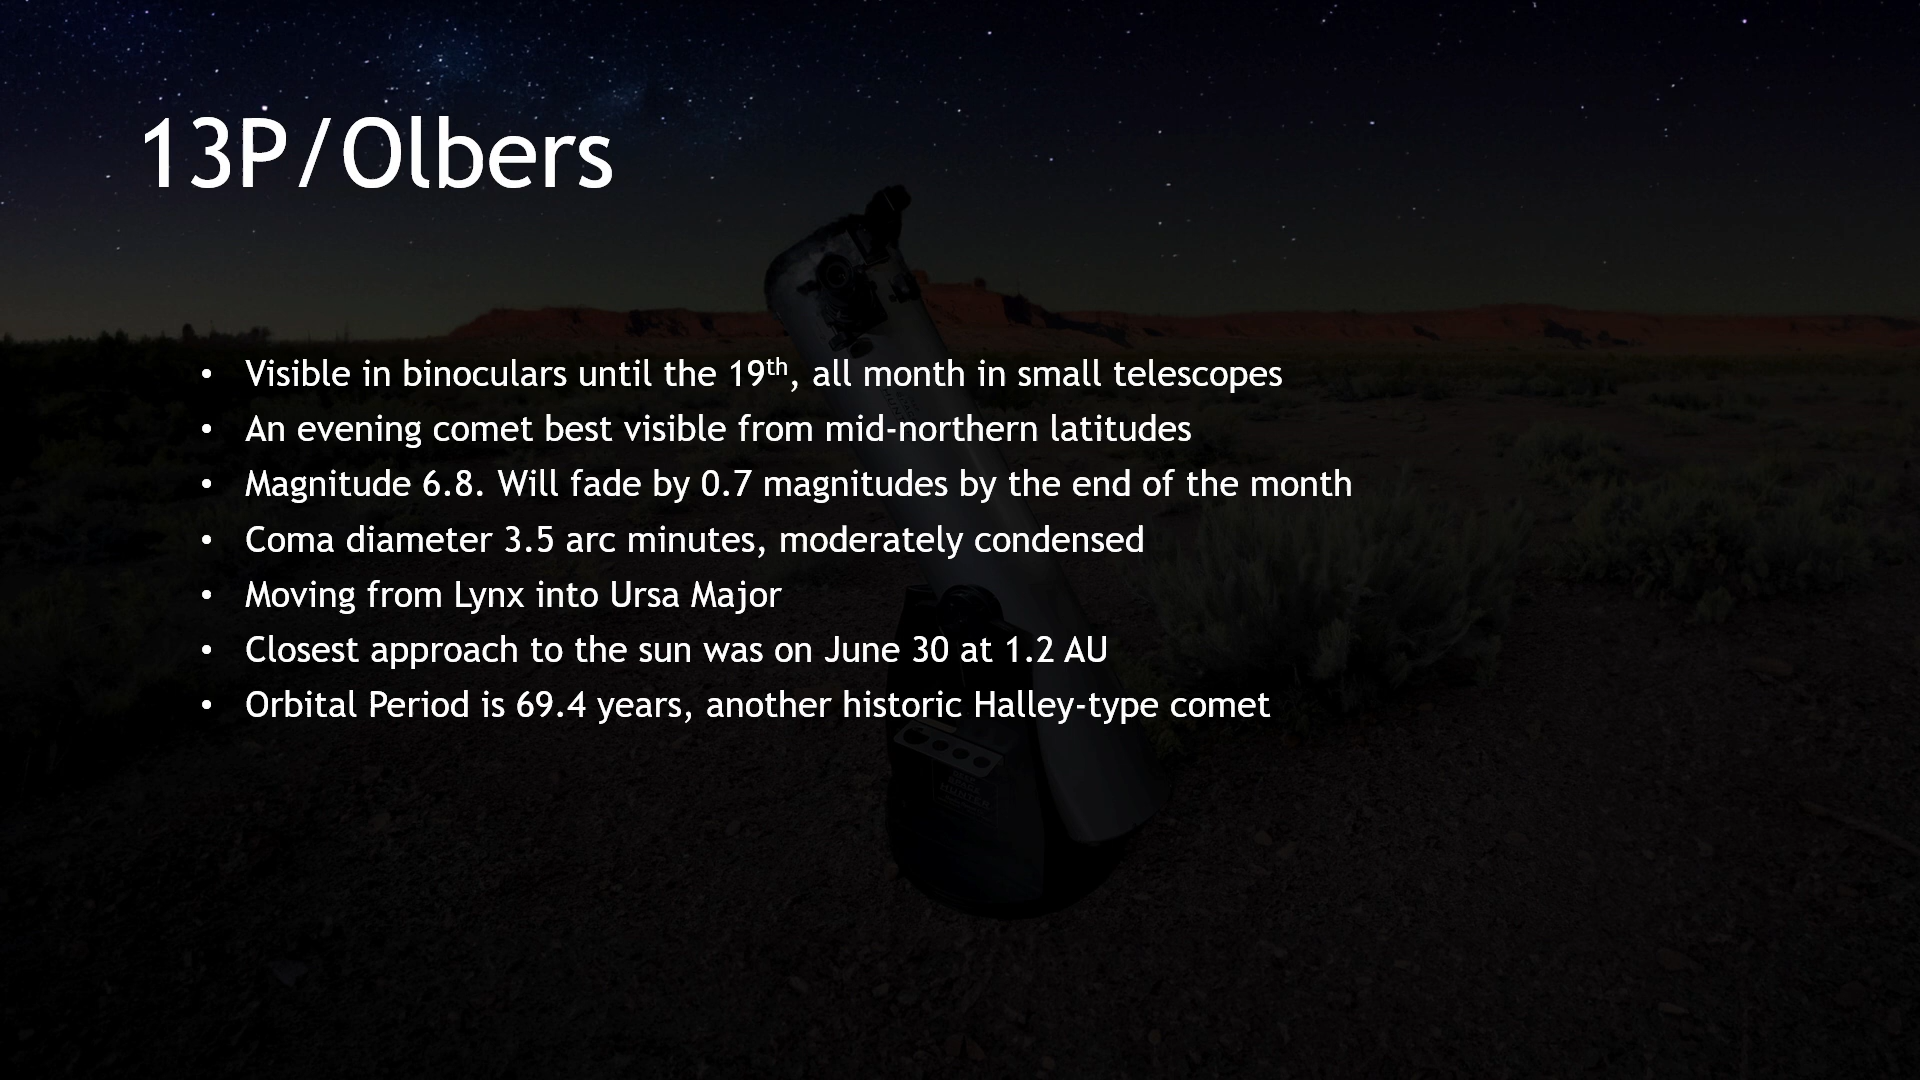 13P/Olbers
• Visible in binoculars until the 19th, all month in small telescopes
• An evening comet best visible from mid-northern latitudes
• Magnitude 6.8. Will fade by 0.7 magnitudes by the end of the month
• Coma diameter 3.5 arc minutes, moderately condensed
• Moving from Lynx into Ursa Major
• Closest approach to the sun was on June 30 at 1.2 AU
• Orbital Period is 69.4 years, another historic Halley-type comet